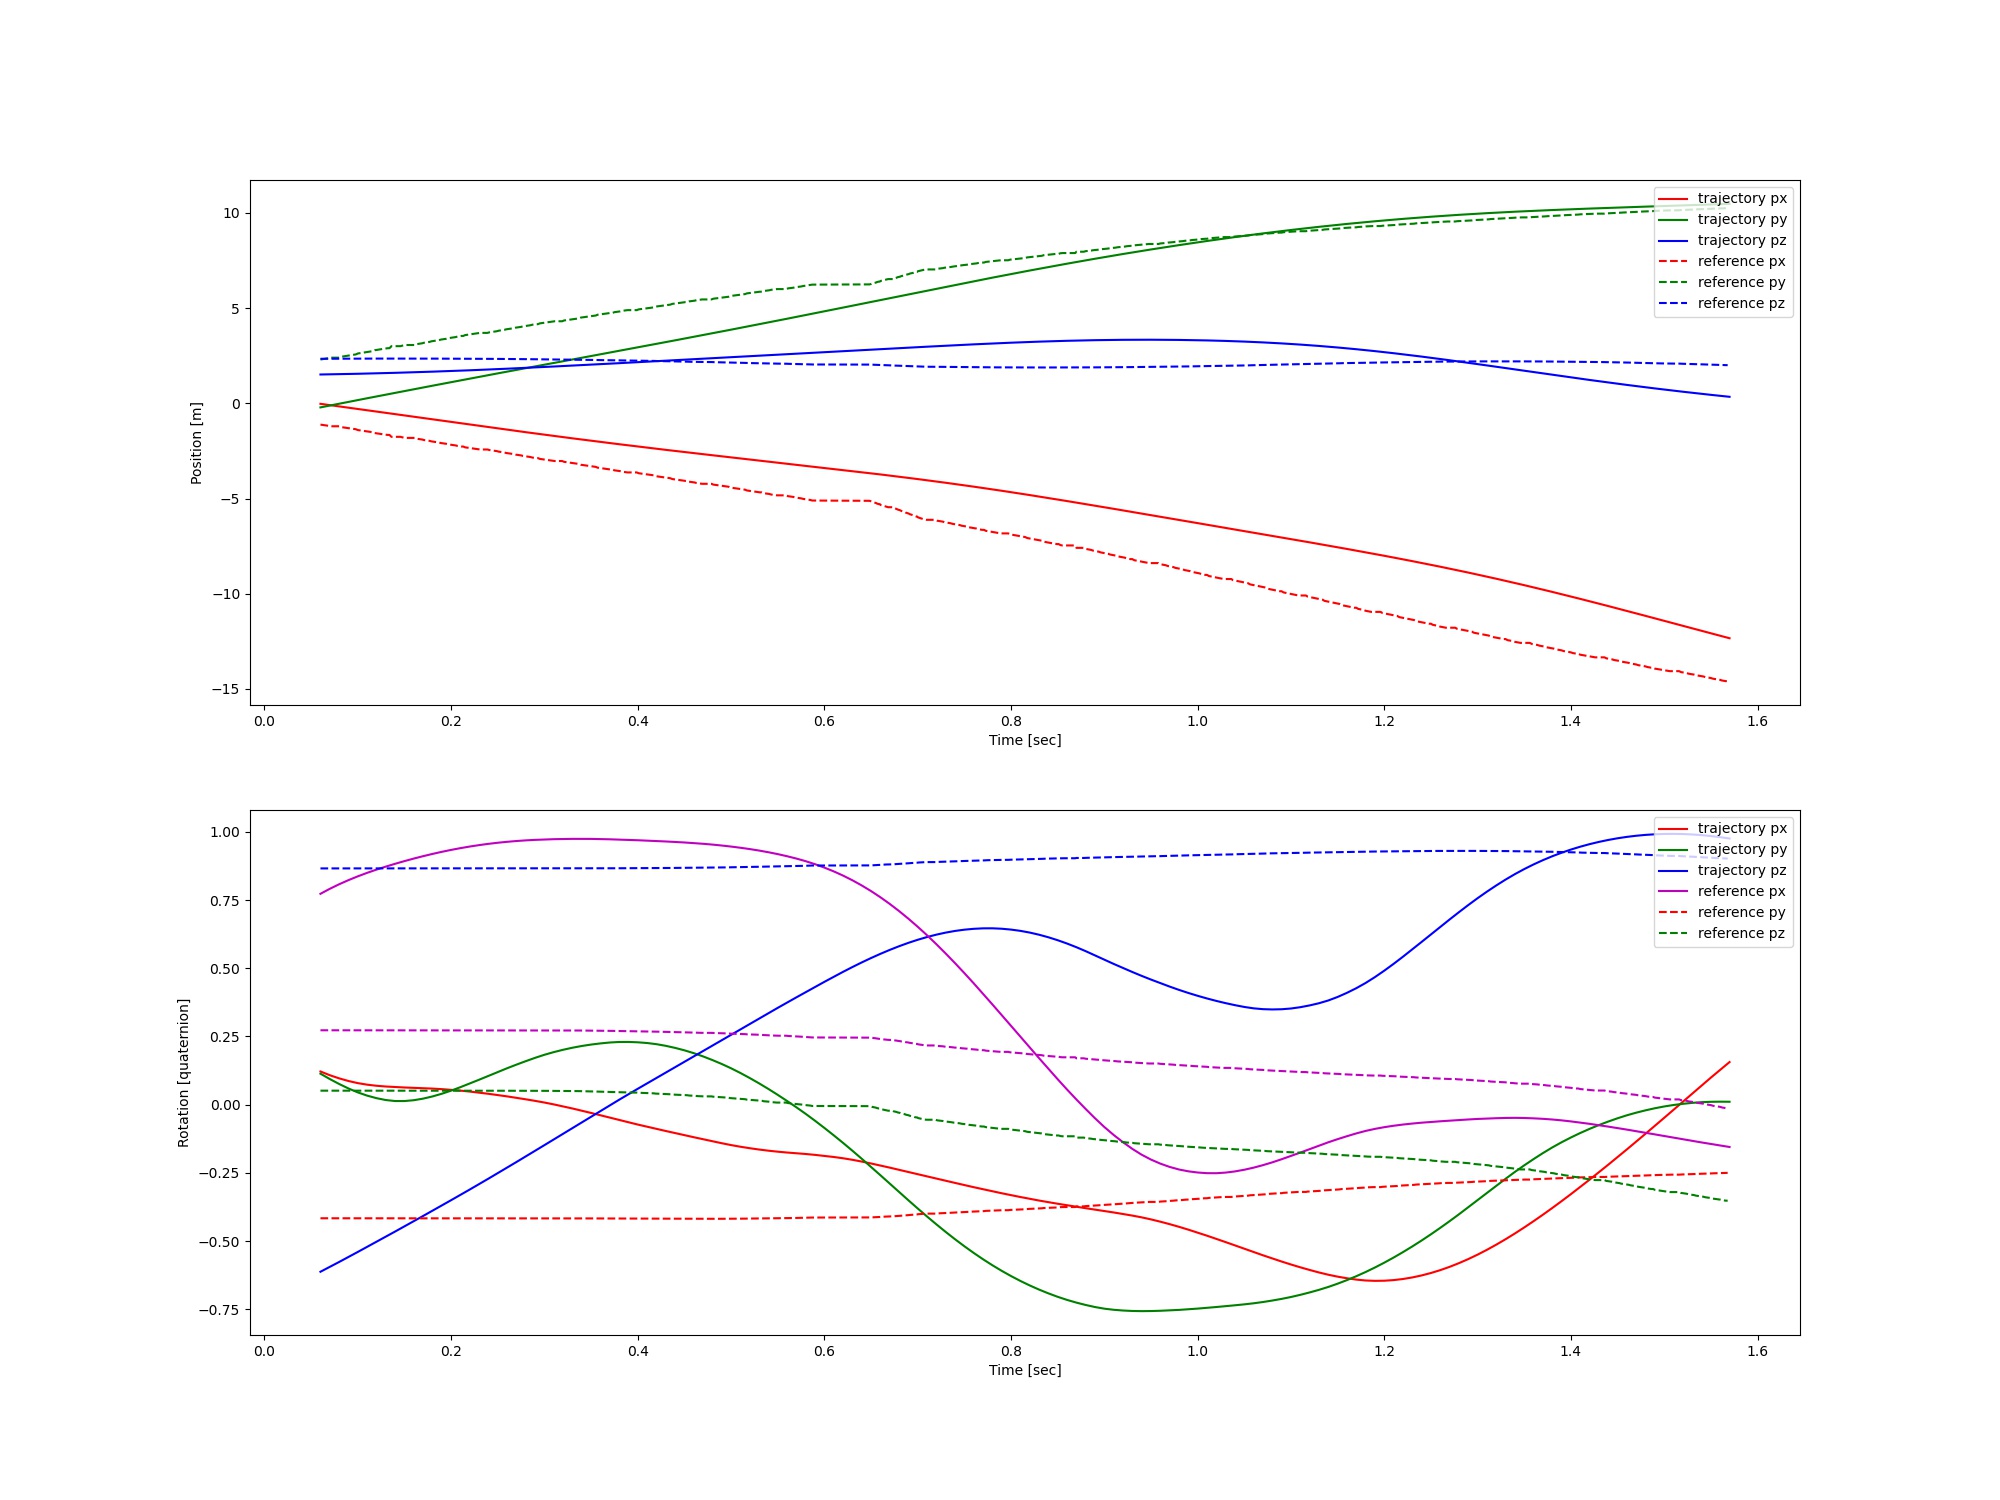 10
5
0
−5
−10
−15
Position [m]
trajectory px
trajectory py
trajectory pz
reference px
reference py
reference pz
0.0 0.2 0.4 0.6 0.8 1.0 1.2 1.4 1.6
Time [sec]
1.00
0.75
0.50
0.25
0.00
−0.25
−0.50
−0.75
Rotation [quaternion]
trajectory px
trajectory py
trajectory pz
reference px
reference py
reference pz
0.0 0.2 0.4 0.6 0.8 1.0 1.2 1.4 1.6
Time [sec]